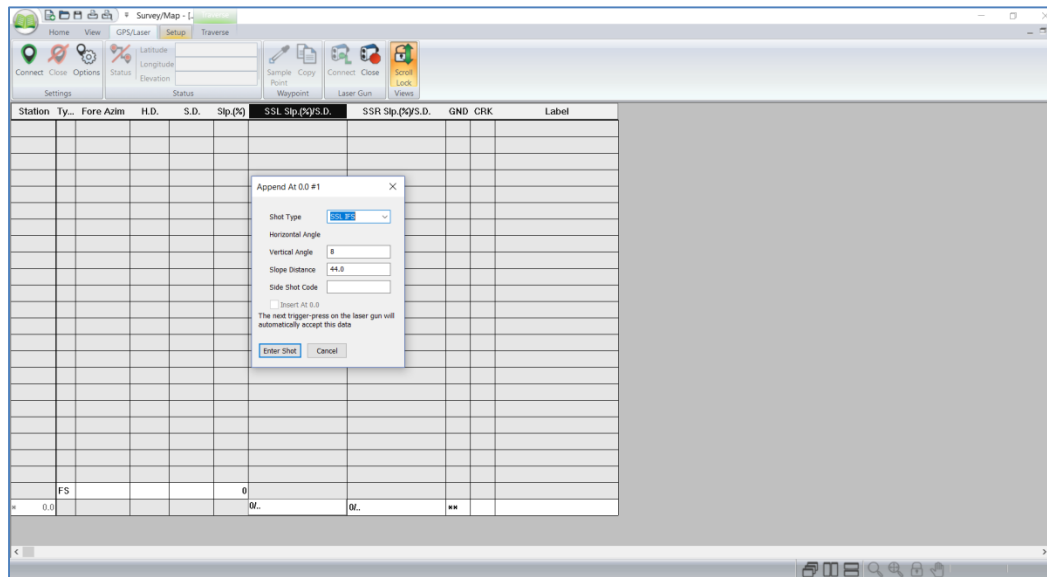 Survey/Map - [..
Home View GPS/Laser Setup Traverse
Connect Close Options Status
Latitude
Longitude
Elevation
Sample Point Copy Connect Close Scroll Lock
Settings Status Waypoint Laser Gun Views
Station Ty... Fore Azim H.D. S.D. Slp.(%) SSL Slp.(%)/S.D. SSR Slp.(%)/S.D. GND CRK Label
Append At 0.0 #1
Shot Type SSL IFS
Horizontal Angle
Vertical Angle 8
Slope Distance 44.0
Side Shot Code
Insert At 0.0
The next trigger-press on the laser gun will
automatically accept this data
Enter Shot Cancel
FS 0
* 0.0 0/.. 0/.. **